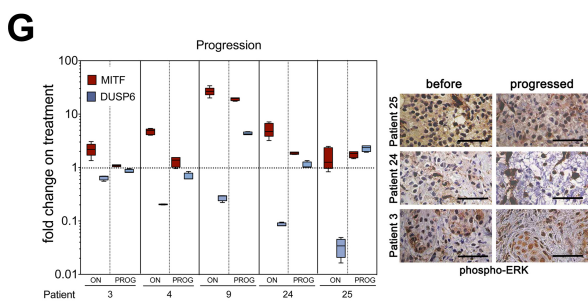 G
Progression
fold change on treatment
100
10
1
0.1
0.01
MITF
DUSP6
ON PROG ON PROG ON PROG ON PROG ON PROG
Patient 3 4 9 24 25
before progressed
Patient 25
Patient 24
Patient 3
phospho-ERK